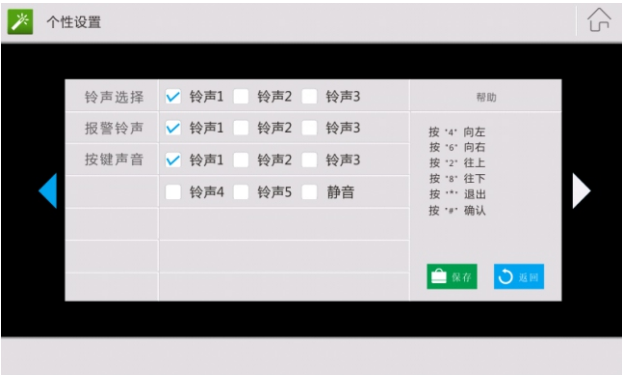 个性设置
铃声选择 铃声1 铃声2 铃声3 帮助
报警铃声 铃声1 铃声2 铃声3
按键声音 铃声1 铃声2 铃声3
铃声4 铃声5 静音
按 "4" 向左
按 "6" 向右
按 "2" 往上
按 "8" 往下
按 "*" 退出
按 "#" 确认
保存 返回